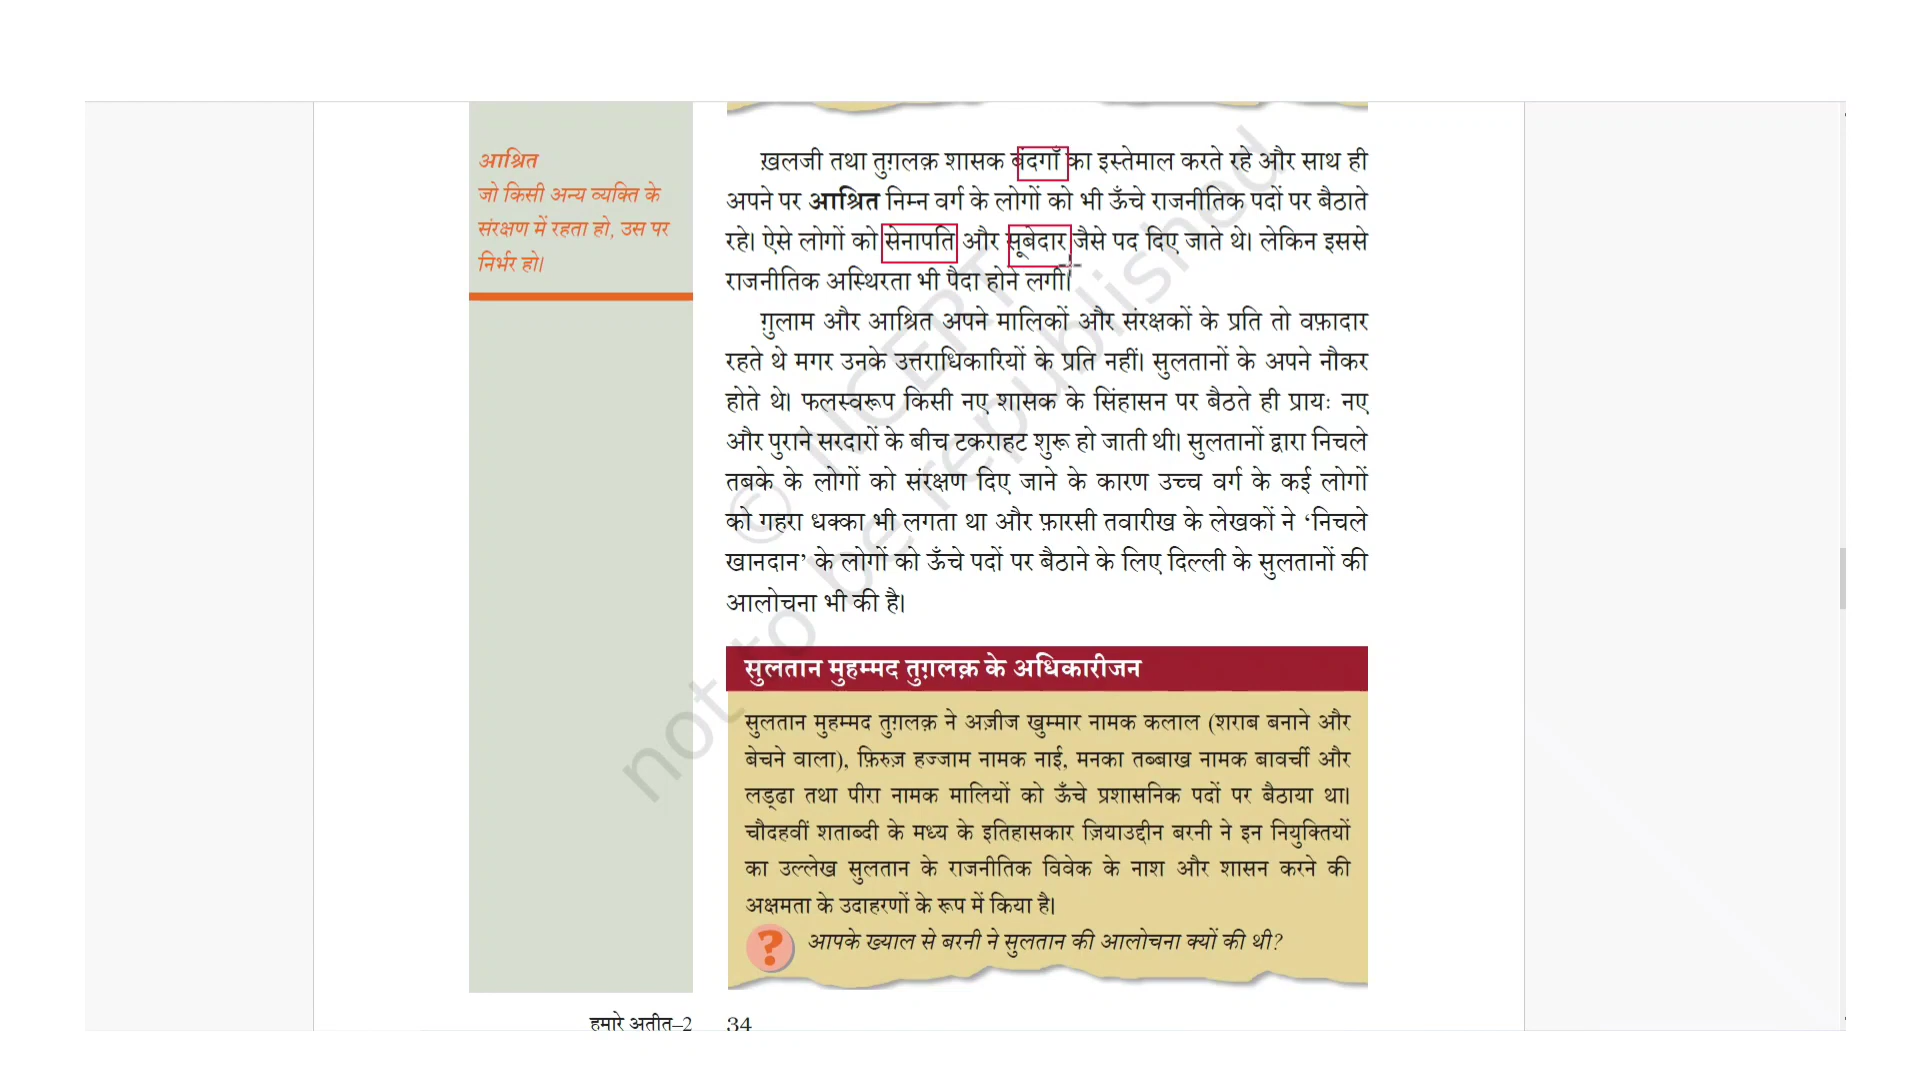 आश्रित
जो किसी अन्य व्यक्ति के
संरक्षण में रहता हो, उस पर
निर्भर हो।
ख़लजी तथा तुग़लक़ शासक बंदगाँ का इस्तेमाल करते रहे और साथ ही
अपने पर आश्रित निम्न वर्ग के लोगों को भी ऊँचे राजनीतिक पदों पर बैठाते
रहे। ऐसे लोगों को सेनापति और सूबेदार जैसे पद दिए जाते थे। लेकिन इससे
राजनीतिक अस्थिरता भी पैदा होने लगी।
ग़ुलाम और आश्रित अपने मालिकों और संरक्षकों के प्रति तो वफ़ादार
रहते थे मगर उनके उत्तराधिकारियों के प्रति नहीं। सुलतानों के अपने नौकर
होते थे। फलस्वरूप किसी नए शासक के सिंहासन पर बैठते ही प्रायः नए
और पुराने सरदारों के बीच टकराहट शुरू हो जाती थी। सुलतानों द्वारा निचले
तबके के लोगों को संरक्षण दिए जाने के कारण उच्च वर्ग के कई लोगों
को गहरा धक्का भी लगता था और फ़ारसी तवारीख के लेखकों ने ‘निचले
खानदान’ के लोगों को ऊँचे पदों पर बैठाने के लिए दिल्ली के सुलतानों की
आलोचना भी की है।
सुलतान मुहम्मद तुग़लक़ के अधिकारीजन
सुलतान मुहम्मद तुग़लक़ ने अज़ीज खुम्मार नामक कलाल (शराब बनाने और
बेचने वाला), फ़िरुज़ हज्जाम नामक नाई, मनका तब्बाख नामक बावर्ची और
लड्ढा तथा पीरा नामक मालियों को ऊँचे प्रशासनिक पदों पर बैठाया था।
चौदहवीं शताब्दी के मध्य के इतिहासकार ज़ियाउद्दीन बरनी ने इन नियुक्तियों
का उल्लेख सुलतान के राजनीतिक विवेक के नाश और शासन करने की
अक्षमता के उदाहरणों के रूप में किया है।
? आपके ख्याल से बरनी ने सुलतान की आलोचना क्यों की थी?
हमारे अतीत–2 34
© NCERT
not to be republished